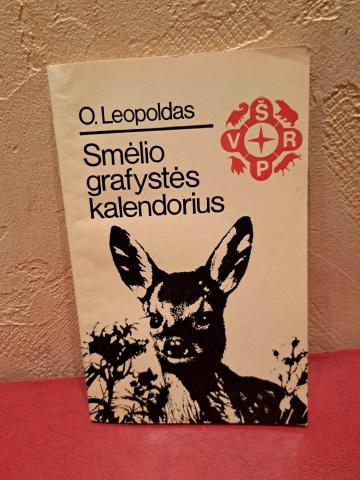 O. Leopoldas
Smėlio
grafystės
kalendorius
Š
V R
P